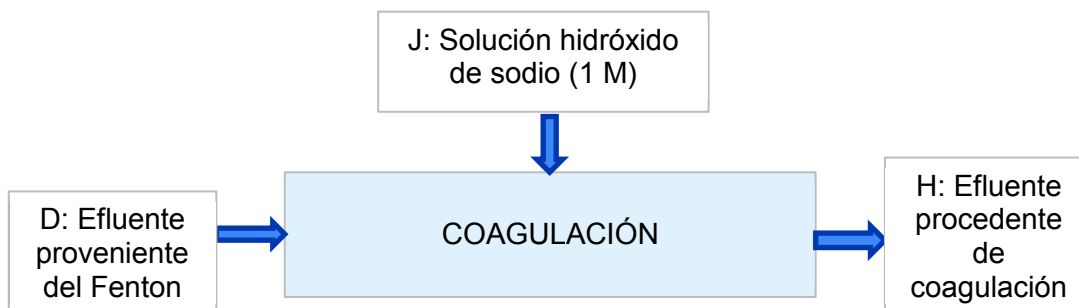 J: Solución hidróxido
de sodio (1 M)
D: Efluente
proveniente
del Fenton
COAGULACIÓN
H: Efluente
procedente
de
coagulación